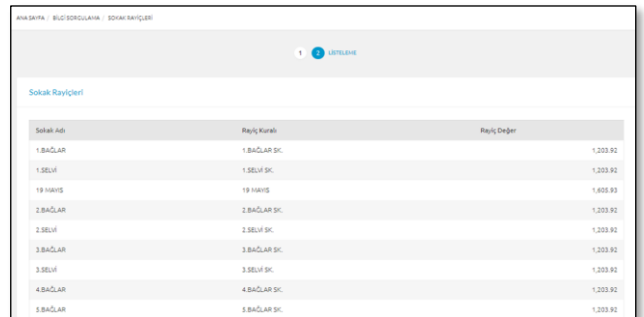 ANA SAYFA / BİLGİ SORGULAMA / SOKAK RAYİÇLERİ
1 2 LİSTELEME
Sokak Rayiçleri
Sokak Adı Rayiç Kuralı Rayiç Değer
1.BAĞLAR 1.BAĞLAR SK. 1,203.92
1.SELVİ 1.SELVİ SK. 1,203.92
19 MAYIS 19 MAYIS 1,605.93
2.BAĞLAR 2.BAĞLAR SK. 1,203.92
2.SELVİ 2.SELVİ SK. 1,203.92
3.BAĞLAR 3.BAĞLAR SK. 1,203.92
3.SELVİ 3.SELVİ SK. 1,203.92
4.BAĞLAR 4.BAĞLAR SK. 1,203.92
5.BAĞLAR 5.BAĞLAR SK. 1,203.92